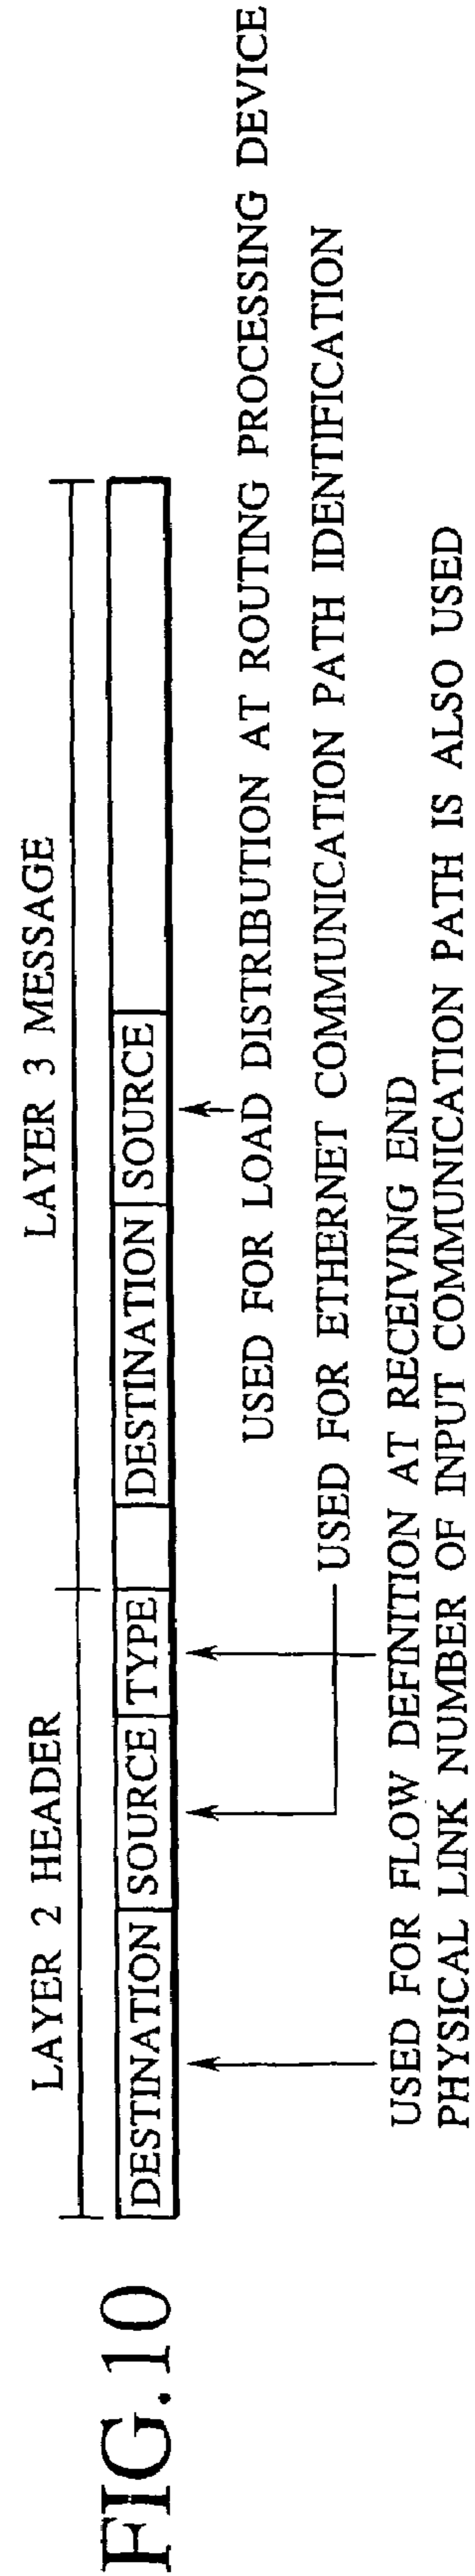 FIG.10
LAYER 2 HEADER
LAYER 3 MESSAGE
DESTINATION SOURCE TYPE DESTINATION SOURCE
USED FOR LOAD DISTRIBUTION AT ROUTING PROCESSING DEVICE
USED FOR ETHERNET COMMUNICATION PATH IDENTIFICATION
USED FOR FLOW DEFINITION AT RECEIVING END
PHYSICAL LINK NUMBER OF INPUT COMMUNICATION PATH IS ALSO USED